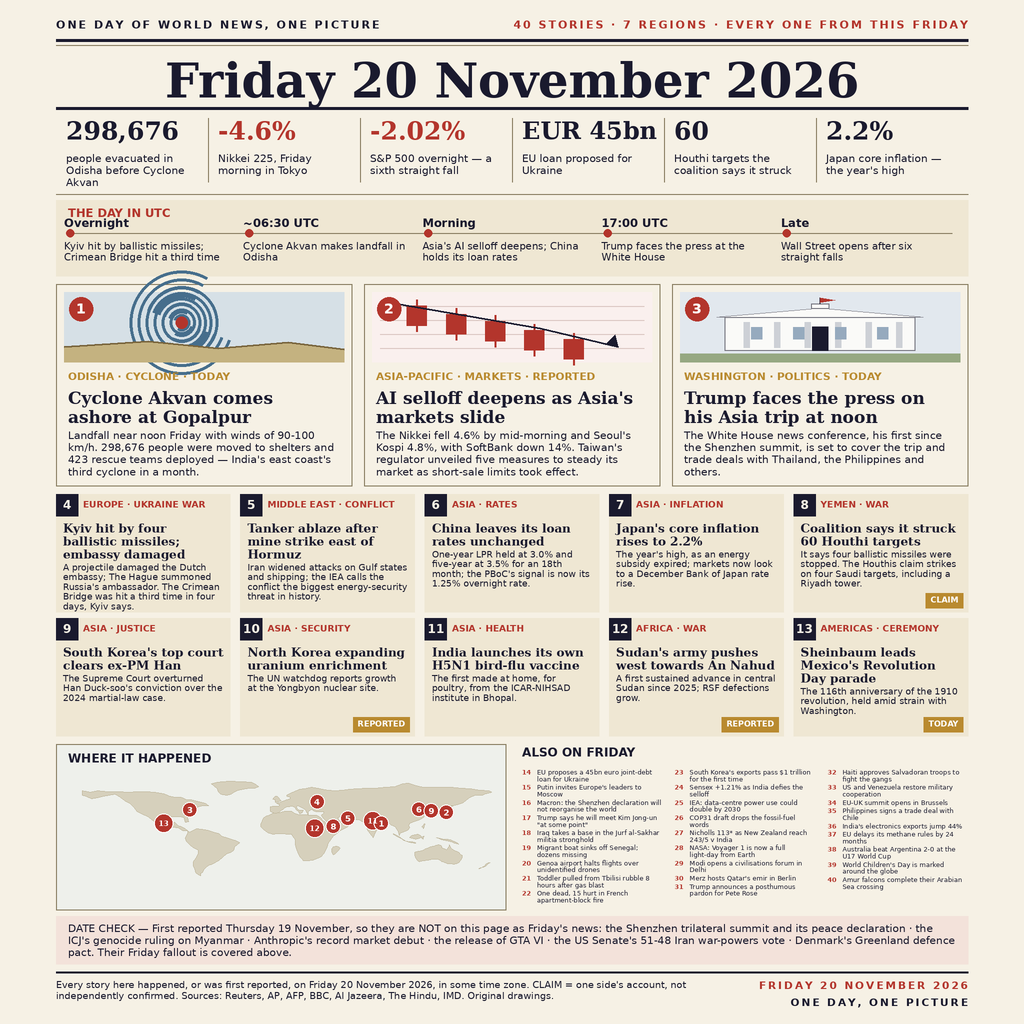 ONE DAY OF WORLD NEWS, ONE PICTURE
40 STORIES · 7 REGIONS · EVERY ONE FROM THIS FRIDAY
Friday 20 November 2026
298,676
people evacuated in
Odisha before Cyclone
Akvan
-4.6%
Nikkei 225, Friday
morning in Tokyo
-2.02%
S&P 500 overnight — a
sixth straight fall
EUR 45bn
EU loan proposed for
Ukraine
60
Houthi targets the
coalition says it struck
2.2%
Japan core inflation —
the year's high
THE DAY IN UTC
Overnight
Kyiv hit by ballistic missiles;
Crimean Bridge hit a third time
~06:30 UTC
Cyclone Akvan makes landfall in
Odisha
Morning
Asia's AI selloff deepens; China
holds its loan rates
17:00 UTC
Trump faces the press at the
White House
Late
Wall Street opens after six
straight falls
1
ODISHA · CYCLONE · TODAY
Cyclone Akvan comes
ashore at Gopalpur
Landfall near noon Friday with winds of 90-100
km/h. 298,676 people were moved to shelters and
423 rescue teams deployed — India's east coast's
third cyclone in a month.
2
ASIA-PACIFIC · MARKETS · REPORTED
AI selloff deepens as Asia's
markets slide
The Nikkei fell 4.6% by mid-morning and Seoul's
Kospi 4.8%, with SoftBank down 14%. Taiwan's
regulator unveiled five measures to steady its
market as short-sale limits took effect.
3
WASHINGTON · POLITICS · TODAY
Trump faces the press on
his Asia trip at noon
The White House news conference, his first since
the Shenzhen summit, is set to cover the trip and
trade deals with Thailand, the Philippines and
others.
4
EUROPE · UKRAINE WAR
Kyiv hit by four
ballistic missiles;
embassy damaged
A projectile damaged the Dutch
embassy; The Hague summoned
Russia's ambassador. The Crimean
Bridge was hit a third time in four
days, Kyiv says.
5
MIDDLE EAST · CONFLICT
Tanker ablaze after
mine strike east of
Hormuz
Iran widened attacks on Gulf states
and shipping; the IEA calls the
conflict the biggest energy-security
threat in history.
6
ASIA · RATES
China leaves its loan
rates unchanged
One-year LPR held at 3.0% and
five-year at 3.5% for an 18th
month; the PBoC's signal is now its
1.25% overnight rate.
7
ASIA · INFLATION
Japan's core inflation
rises to 2.2%
The year's high, as an energy
subsidy expired; markets now look
to a December Bank of Japan rate
rise.
8
YEMEN · WAR
Coalition says it struck
60 Houthi targets
It says four ballistic missiles were
stopped. The Houthis claim strikes
on four Saudi targets, including a
Riyadh tower.
CLAIM
9
ASIA · JUSTICE
South Korea's top court
clears ex-PM Han
The Supreme Court overturned
Han Duck-soo's conviction over the
2024 martial-law case.
10
ASIA · SECURITY
North Korea expanding
uranium enrichment
The UN watchdog reports growth
at the Yongbyon nuclear site.
REPORTED
11
ASIA · HEALTH
India launches its own
H5N1 bird-flu vaccine
The first made at home, for
poultry, from the ICAR-NIHSAD
institute in Bhopal.
12
AFRICA · WAR
Sudan's army pushes
west towards An Nahud
A first sustained advance in central
Sudan since 2025; RSF defections
grow.
REPORTED
13
AMERICAS · CEREMONY
Sheinbaum leads
Mexico's Revolution
Day parade
The 116th anniversary of the 1910
revolution, held amid strain with
Washington.
TODAY
WHERE IT HAPPENED
3
13
4
12
8
5
1
6
9
2
ALSO ON FRIDAY
14 EU proposes a 45bn euro joint-debt
loan for Ukraine
15 Putin invites Europe's leaders to
Moscow
16 Macron: the Shenzhen declaration will
not reorganise the world
17 Trump says he will meet Kim Jong-un
"at some point"
18 Iraq takes a base in the Jurf al-Sakhar
militia stronghold
19 Migrant boat sinks off Senegal;
dozens missing
20 Genoa airport halts flights over
unidentified drones
21 Toddler pulled from Tbilisi rubble 8
hours after gas blast
22 One dead, 15 hurt in French
apartment-block fire
23 South Korea's exports pass $1 trillion
for the first time
24 Sensex +1.21% as India defies the
selloff
25 IEA: data-centre power use could
double by 2030
26 COP31 draft drops the fossil-fuel
words
27 Nicholls 113* as New Zealand reach
243/5 v India
28 NASA: Voyager 1 is now a full
light-day from Earth
29 Modi opens a civilisations forum in
Delhi
30 Merz hosts Qatar's emir in Berlin
31 Trump announces a posthumous
pardon for Pete Rose
32 Haiti approves Salvadoran troops to
fight the gangs
33 US and Venezuela restore military
cooperation
34 EU-UK summit opens in Brussels
35 Philippines signs a trade deal with
Chile
36 India's electronics exports jump 44%
37 EU delays its methane rules by 24
months
38 Australia beat Argentina 2-0 at the
U17 World Cup
39 World Children's Day is marked
around the globe
40 Amur falcons complete their Arabian
Sea crossing
DATE CHECK — First reported Thursday 19 November, so they are NOT on this page as Friday's news: the Shenzhen trilateral summit and its peace declaration · the
ICJ's genocide ruling on Myanmar · Anthropic's record market debut · the release of GTA VI · the US Senate's 51-48 Iran war-powers vote · Denmark's Greenland defence
pact. Their Friday fallout is covered above.
Every story here happened, or was first reported, on Friday 20 November 2026, in some time zone. CLAIM = one side's account, not
independently confirmed. Sources: Reuters, AP, AFP, BBC, Al Jazeera, The Hindu, IMD. Original drawings.
FRIDAY 20 NOVEMBER 2026
ONE DAY, ONE PICTURE